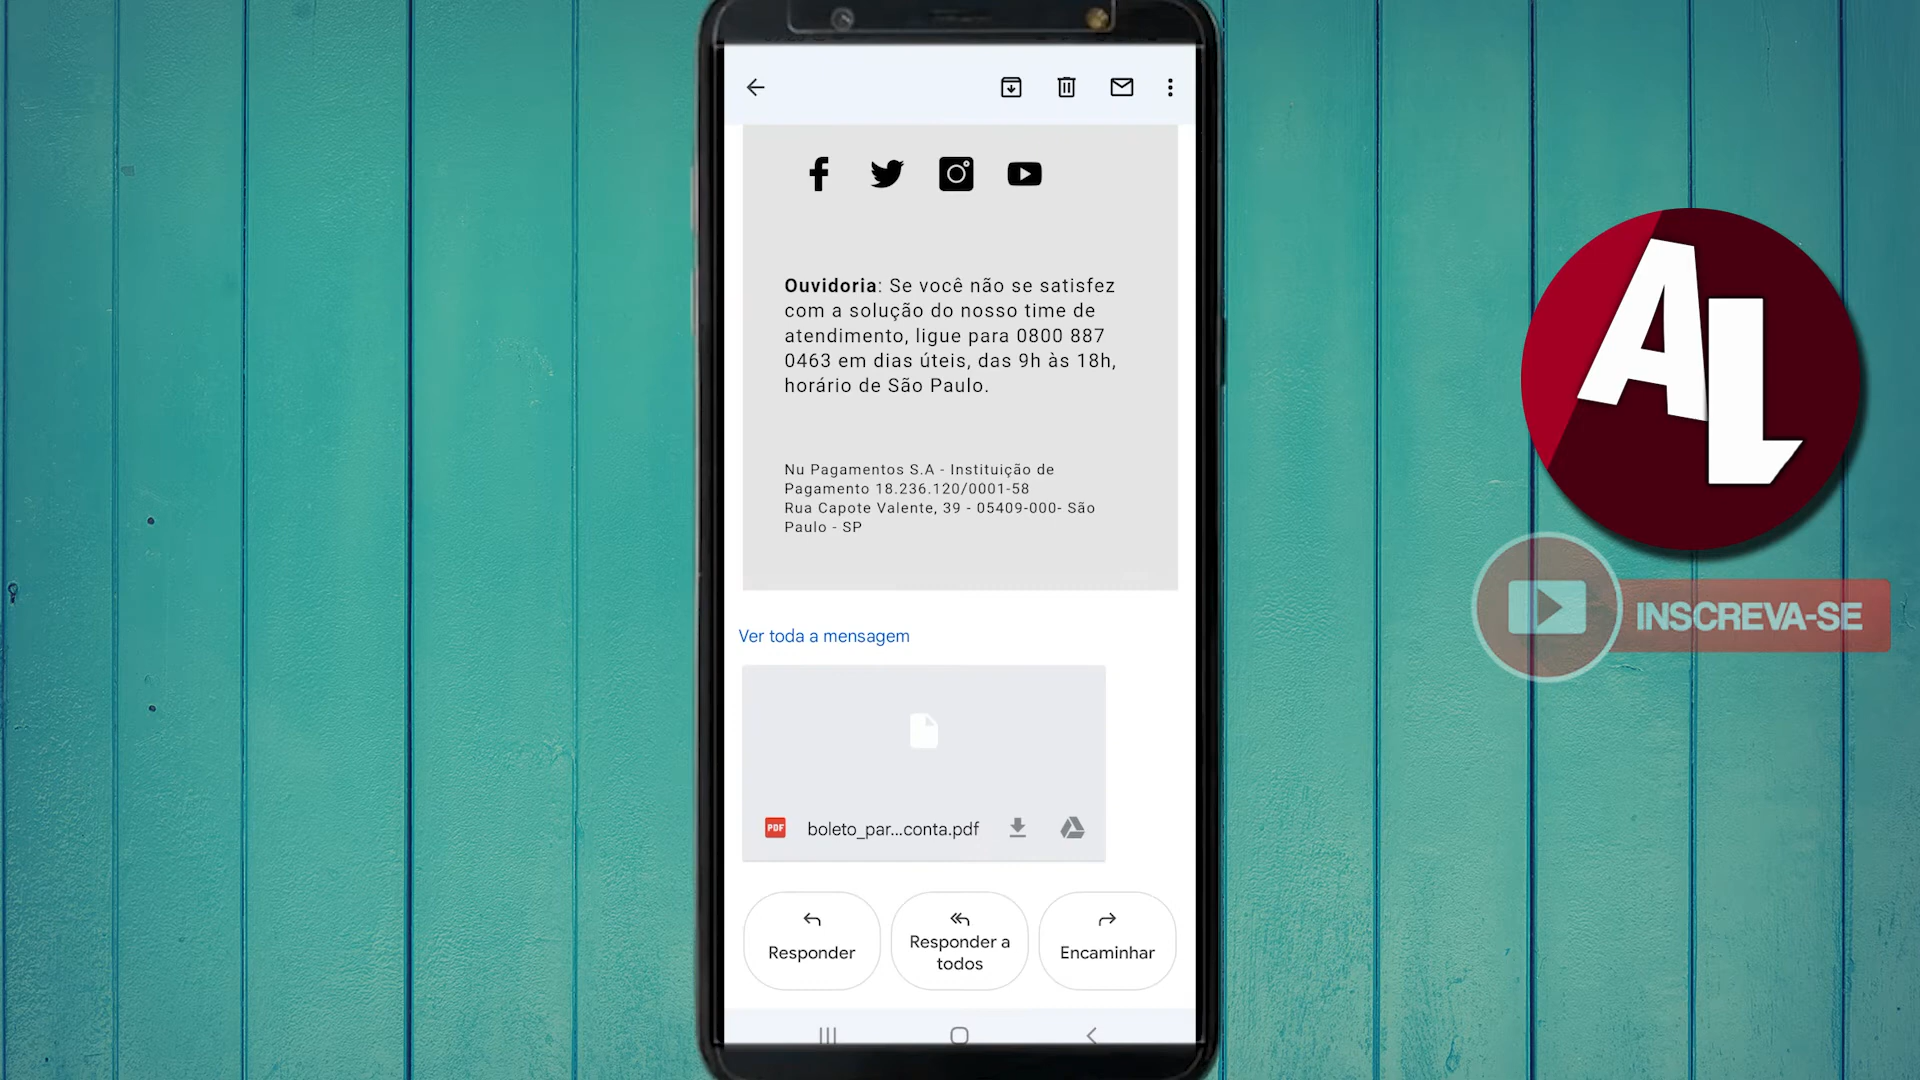 Ouvidoria: Se você não se satisfez
com a solução do nosso time de
atendimento, ligue para 0800 887
0463 em dias úteis, das 9h às 18h,
horário de São Paulo.
Nu Pagamentos S.A - Instituição de
Pagamento 18.236.120/0001-58
Rua Capote Valente, 39 - 05409-000- São
Paulo - SP
Ver toda a mensagem
PDF boleto_par...conta.pdf
Responder
Responder a
todos
Encaminhar
AL
INSCREVA-SE